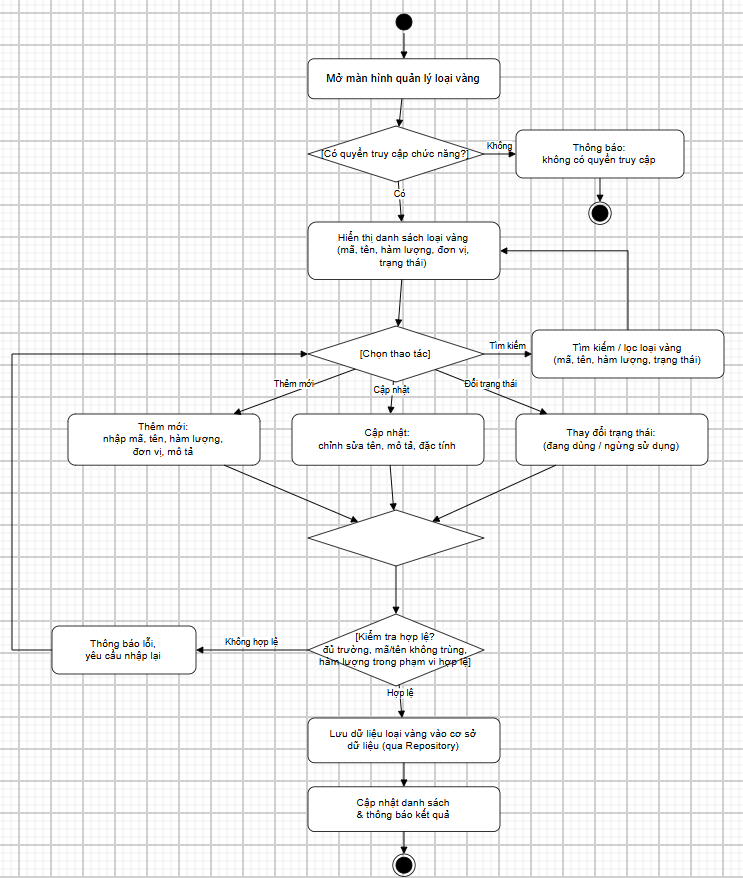 Mở màn hình quản lý loại vàng
[Có quyền truy cập chức năng?]
Không
Thông báo:
không có quyền truy cập
Có
Hiển thị danh sách loại vàng
(mã, tên, hàm lượng, đơn vị,
trạng thái)
[Chọn thao tác]
Tìm kiếm
Tìm kiếm / lọc loại vàng
(mã, tên, hàm lượng, trạng thái)
Thêm mới
Cập nhật
Đổi trạng thái
Thêm mới:
nhập mã, tên, hàm lượng,
đơn vị, mô tả
Cập nhật:
chỉnh sửa tên, mô tả, đặc tính
Thay đổi trạng thái:
(đang dùng / ngừng sử dụng)
[Kiểm tra hợp lệ?
đủ trường, mã/tên không trùng,
hàm lượng trong phạm vi hợp lệ]
Không hợp lệ
Thông báo lỗi,
yêu cầu nhập lại
Hợp lệ
Lưu dữ liệu loại vàng vào cơ sở
dữ liệu (qua Repository)
Cập nhật danh sách
& thông báo kết quả